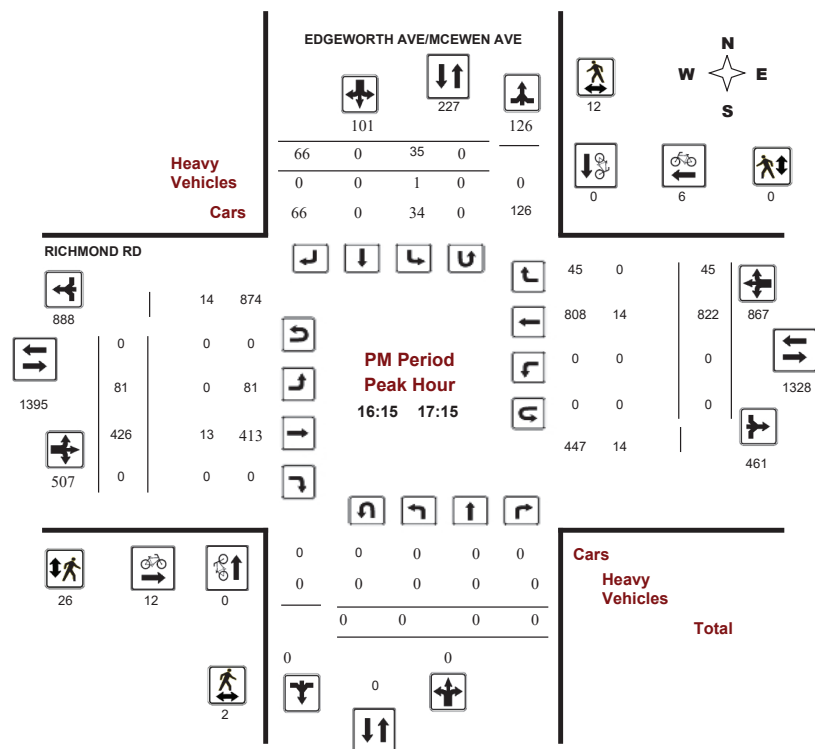 EDGEWORTH AVE/MCEWEN AVE
N
W E
S
227
12
101 126
66 0 35 0
Heavy
Vehicles
0 0 1 0 0
Cars
66 0 34 0 126
0 6 0
RICHMOND RD
45 0 45
14 874
888
808 14 822 867
0 0 0
0 0 0
PM Period
Peak Hour
16:15 17:15
1328
1395
81 0 81
0 0 0
426 13 413
447 14
461
507
0 0 0
0 0 0 0 0
Cars
0 0 0 0 0
Heavy
Vehicles
26 12 0
0 0 0 0
Total
0 0
0
2